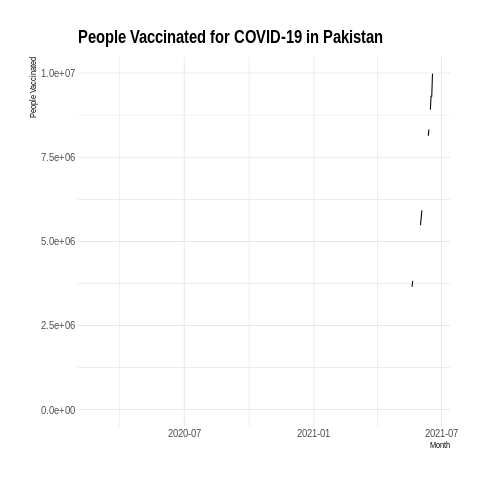 People Vaccinated for COVID-19 in Pakistan
People Vaccinated
1.0e+07
7.5e+06
5.0e+06
2.5e+06
0.0e+00
2020-07
2021-01
2021-07
Month